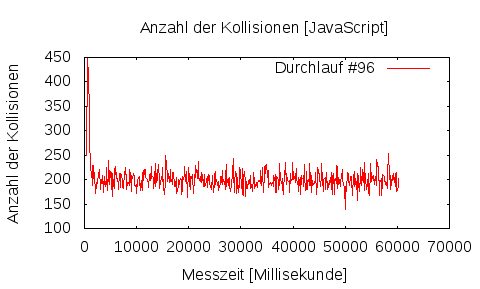 Anzahl der Kollisionen [JavaScript]
Durchlauf #96
Anzahl der Kollisionen
450
400
350
300
250
200
150
100
0 10000 20000 30000 40000 50000 60000 70000
Messzeit [Millisekunde]